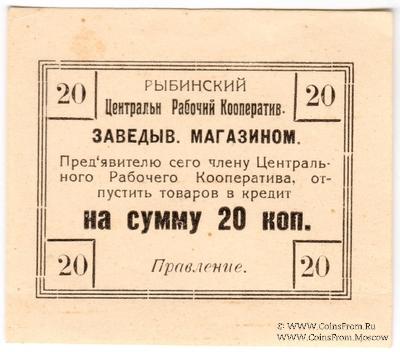 20 РЫБИНСКИЙ 20
Центральн Рабочий Кооператив.
ЗАВЕДЫВ. МАГАЗИНОМ.
Пред'явителю сего члену Централь-
ного Рабочего Кооператива, от-
пустить товаров в кредит
на сумму 20 коп.
20 Правление. 20
© WWW.CoinsFrom.RU
WWW.CoinsFrom.Moscow